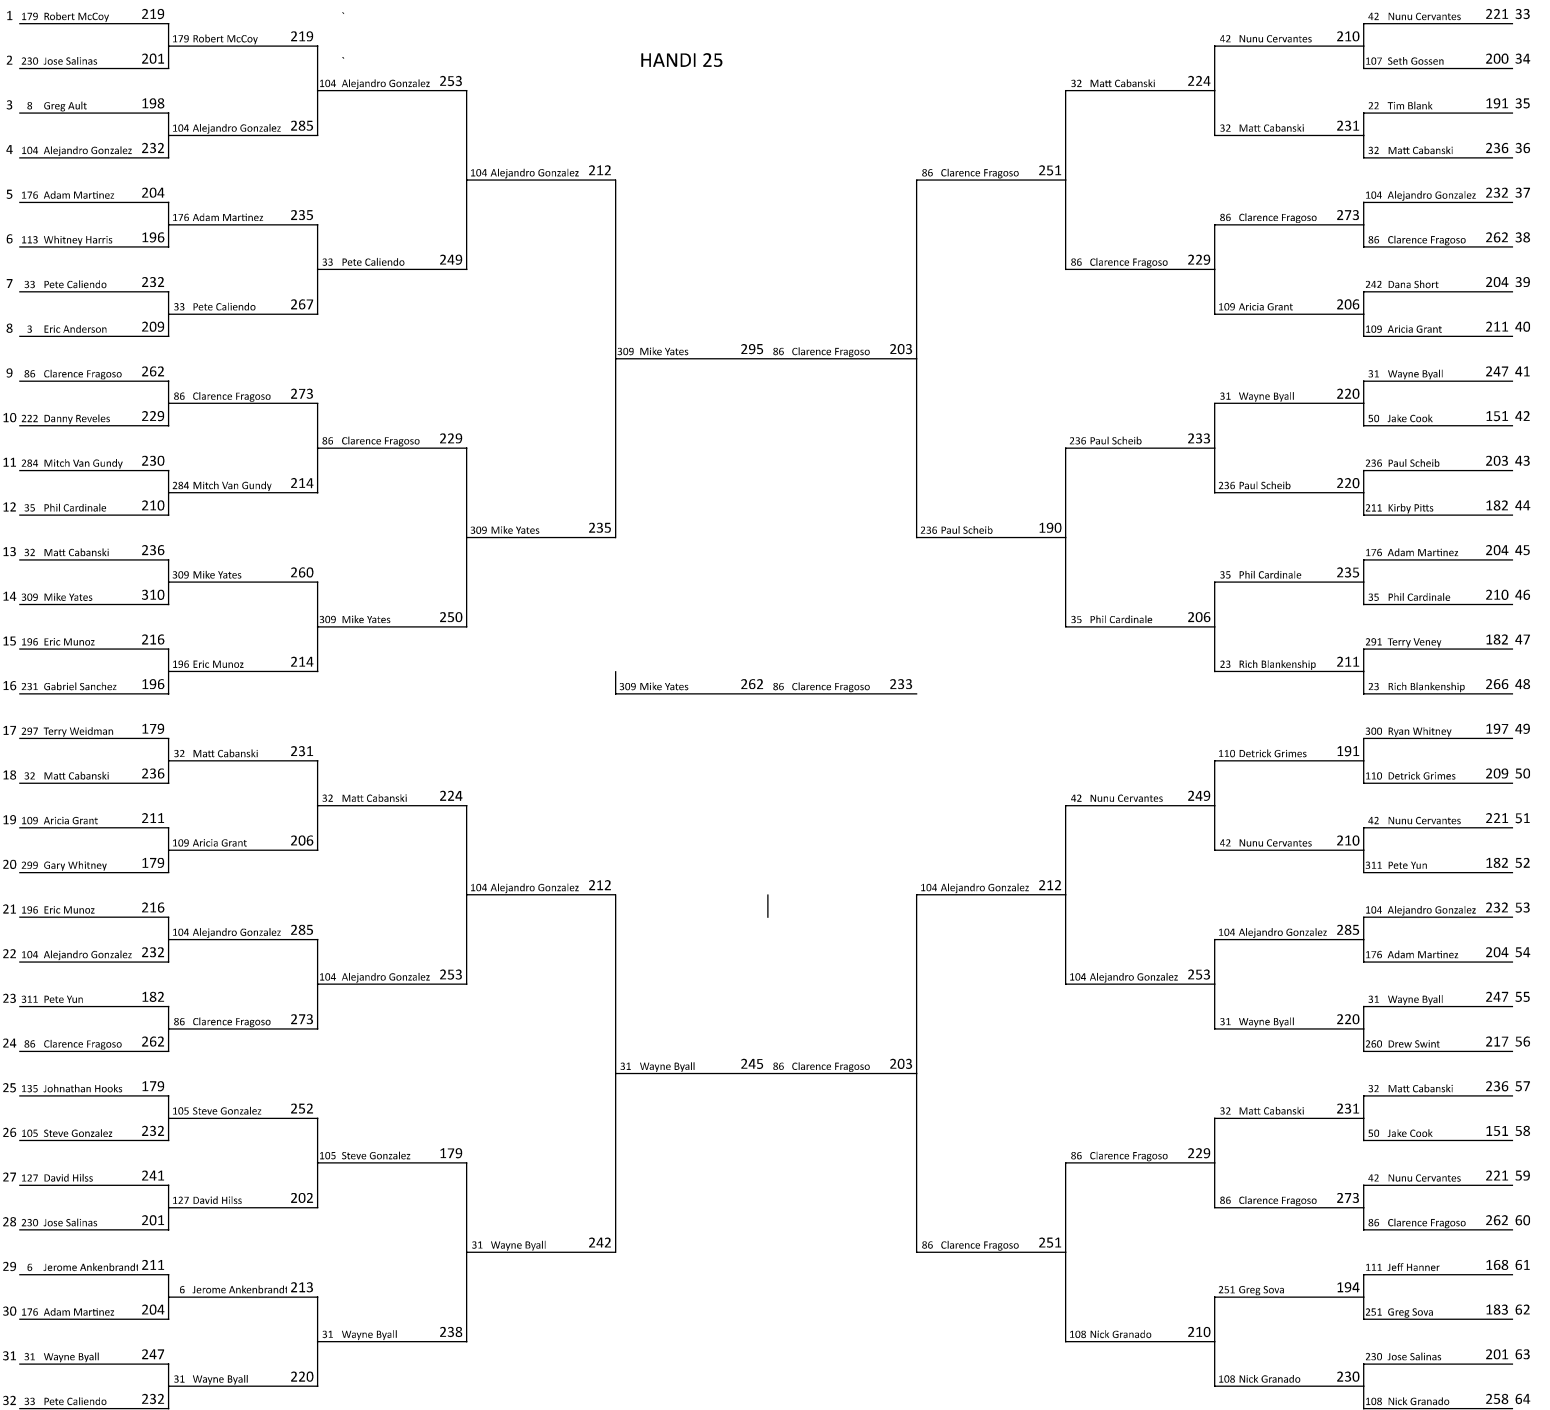 HANDI 25
1 179 Robert McCoy 219
179 Robert McCoy 219
2 230 Jose Salinas 201
104 Alejandro Gonzalez 253
3 8 Greg Ault 198
104 Alejandro Gonzalez 285
4 104 Alejandro Gonzalez 232
104 Alejandro Gonzalez 212
5 176 Adam Martinez 204
176 Adam Martinez 235
6 113 Whitney Harris 196
33 Pete Caliendo 249
7 33 Pete Caliendo 232
33 Pete Caliendo 267
8 3 Eric Anderson 209
309 Mike Yates 295
9 86 Clarence Fragoso 262
86 Clarence Fragoso 273
10 222 Danny Reveles 229
86 Clarence Fragoso 229
11 284 Mitch Van Gundy 230
284 Mitch Van Gundy 214
12 35 Phil Cardinale 210
309 Mike Yates 235
13 32 Matt Cabanski 236
309 Mike Yates 260
14 309 Mike Yates 310
309 Mike Yates 250
15 196 Eric Munoz 216
196 Eric Munoz 214
16 231 Gabriel Sanchez 196
309 Mike Yates 262 86 Clarence Fragoso 233
17 297 Terry Weidman 179
32 Matt Cabanski 231
18 32 Matt Cabanski 236
32 Matt Cabanski 224
19 109 Aricia Grant 211
109 Aricia Grant 206
20 299 Gary Whitney 179
104 Alejandro Gonzalez 212
21 196 Eric Munoz 216
104 Alejandro Gonzalez 285
22 104 Alejandro Gonzalez 232
104 Alejandro Gonzalez 253
23 311 Pete Yun 182
86 Clarence Fragoso 273
24 86 Clarence Fragoso 262
31 Wayne Byall 245
25 135 Johnathan Hooks 179
105 Steve Gonzalez 252
26 105 Steve Gonzalez 232
105 Steve Gonzalez 179
27 127 David Hilss 241
127 David Hilss 202
28 230 Jose Salinas 201
31 Wayne Byall 242
29 6 Jerome Ankenbrandt 211
6 Jerome Ankenbrandt 213
30 176 Adam Martinez 204
31 Wayne Byall 238
31 31 Wayne Byall 247
31 Wayne Byall 220
32 33 Pete Caliendo 232
42 Nunu Cervantes 221 33
42 Nunu Cervantes 210
107 Seth Gossen 200 34
32 Matt Cabanski 224
22 Tim Blank 191 35
32 Matt Cabanski 231
32 Matt Cabanski 236 36
86 Clarence Fragoso 251
104 Alejandro Gonzalez 232 37
86 Clarence Fragoso 273
86 Clarence Fragoso 262 38
86 Clarence Fragoso 229
242 Dana Short 204 39
109 Aricia Grant 206
109 Aricia Grant 211 40
86 Clarence Fragoso 203
31 Wayne Byall 247 41
31 Wayne Byall 220
50 Jake Cook 151 42
236 Paul Scheib 233
236 Paul Scheib 203 43
236 Paul Scheib 220
211 Kirby Pitts 182 44
236 Paul Scheib 190
176 Adam Martinez 204 45
35 Phil Cardinale 235
35 Phil Cardinale 210 46
35 Phil Cardinale 206
291 Terry Veney 182 47
23 Rich Blankenship 211
23 Rich Blankenship 266 48
300 Ryan Whitney 197 49
110 Detrick Grimes 191
110 Detrick Grimes 209 50
42 Nunu Cervantes 249
42 Nunu Cervantes 221 51
42 Nunu Cervantes 210
311 Pete Yun 182 52
104 Alejandro Gonzalez 212
104 Alejandro Gonzalez 232 53
104 Alejandro Gonzalez 285
176 Adam Martinez 204 54
104 Alejandro Gonzalez 253
31 Wayne Byall 247 55
31 Wayne Byall 220
260 Drew Swint 217 56
86 Clarence Fragoso 203
32 Matt Cabanski 236 57
32 Matt Cabanski 231
50 Jake Cook 151 58
86 Clarence Fragoso 229
42 Nunu Cervantes 221 59
86 Clarence Fragoso 273
86 Clarence Fragoso 262 60
86 Clarence Fragoso 251
111 Jeff Hanner 168 61
251 Greg Sova 194
251 Greg Sova 183 62
108 Nick Granado 210
230 Jose Salinas 201 63
108 Nick Granado 230
108 Nick Granado 258 64